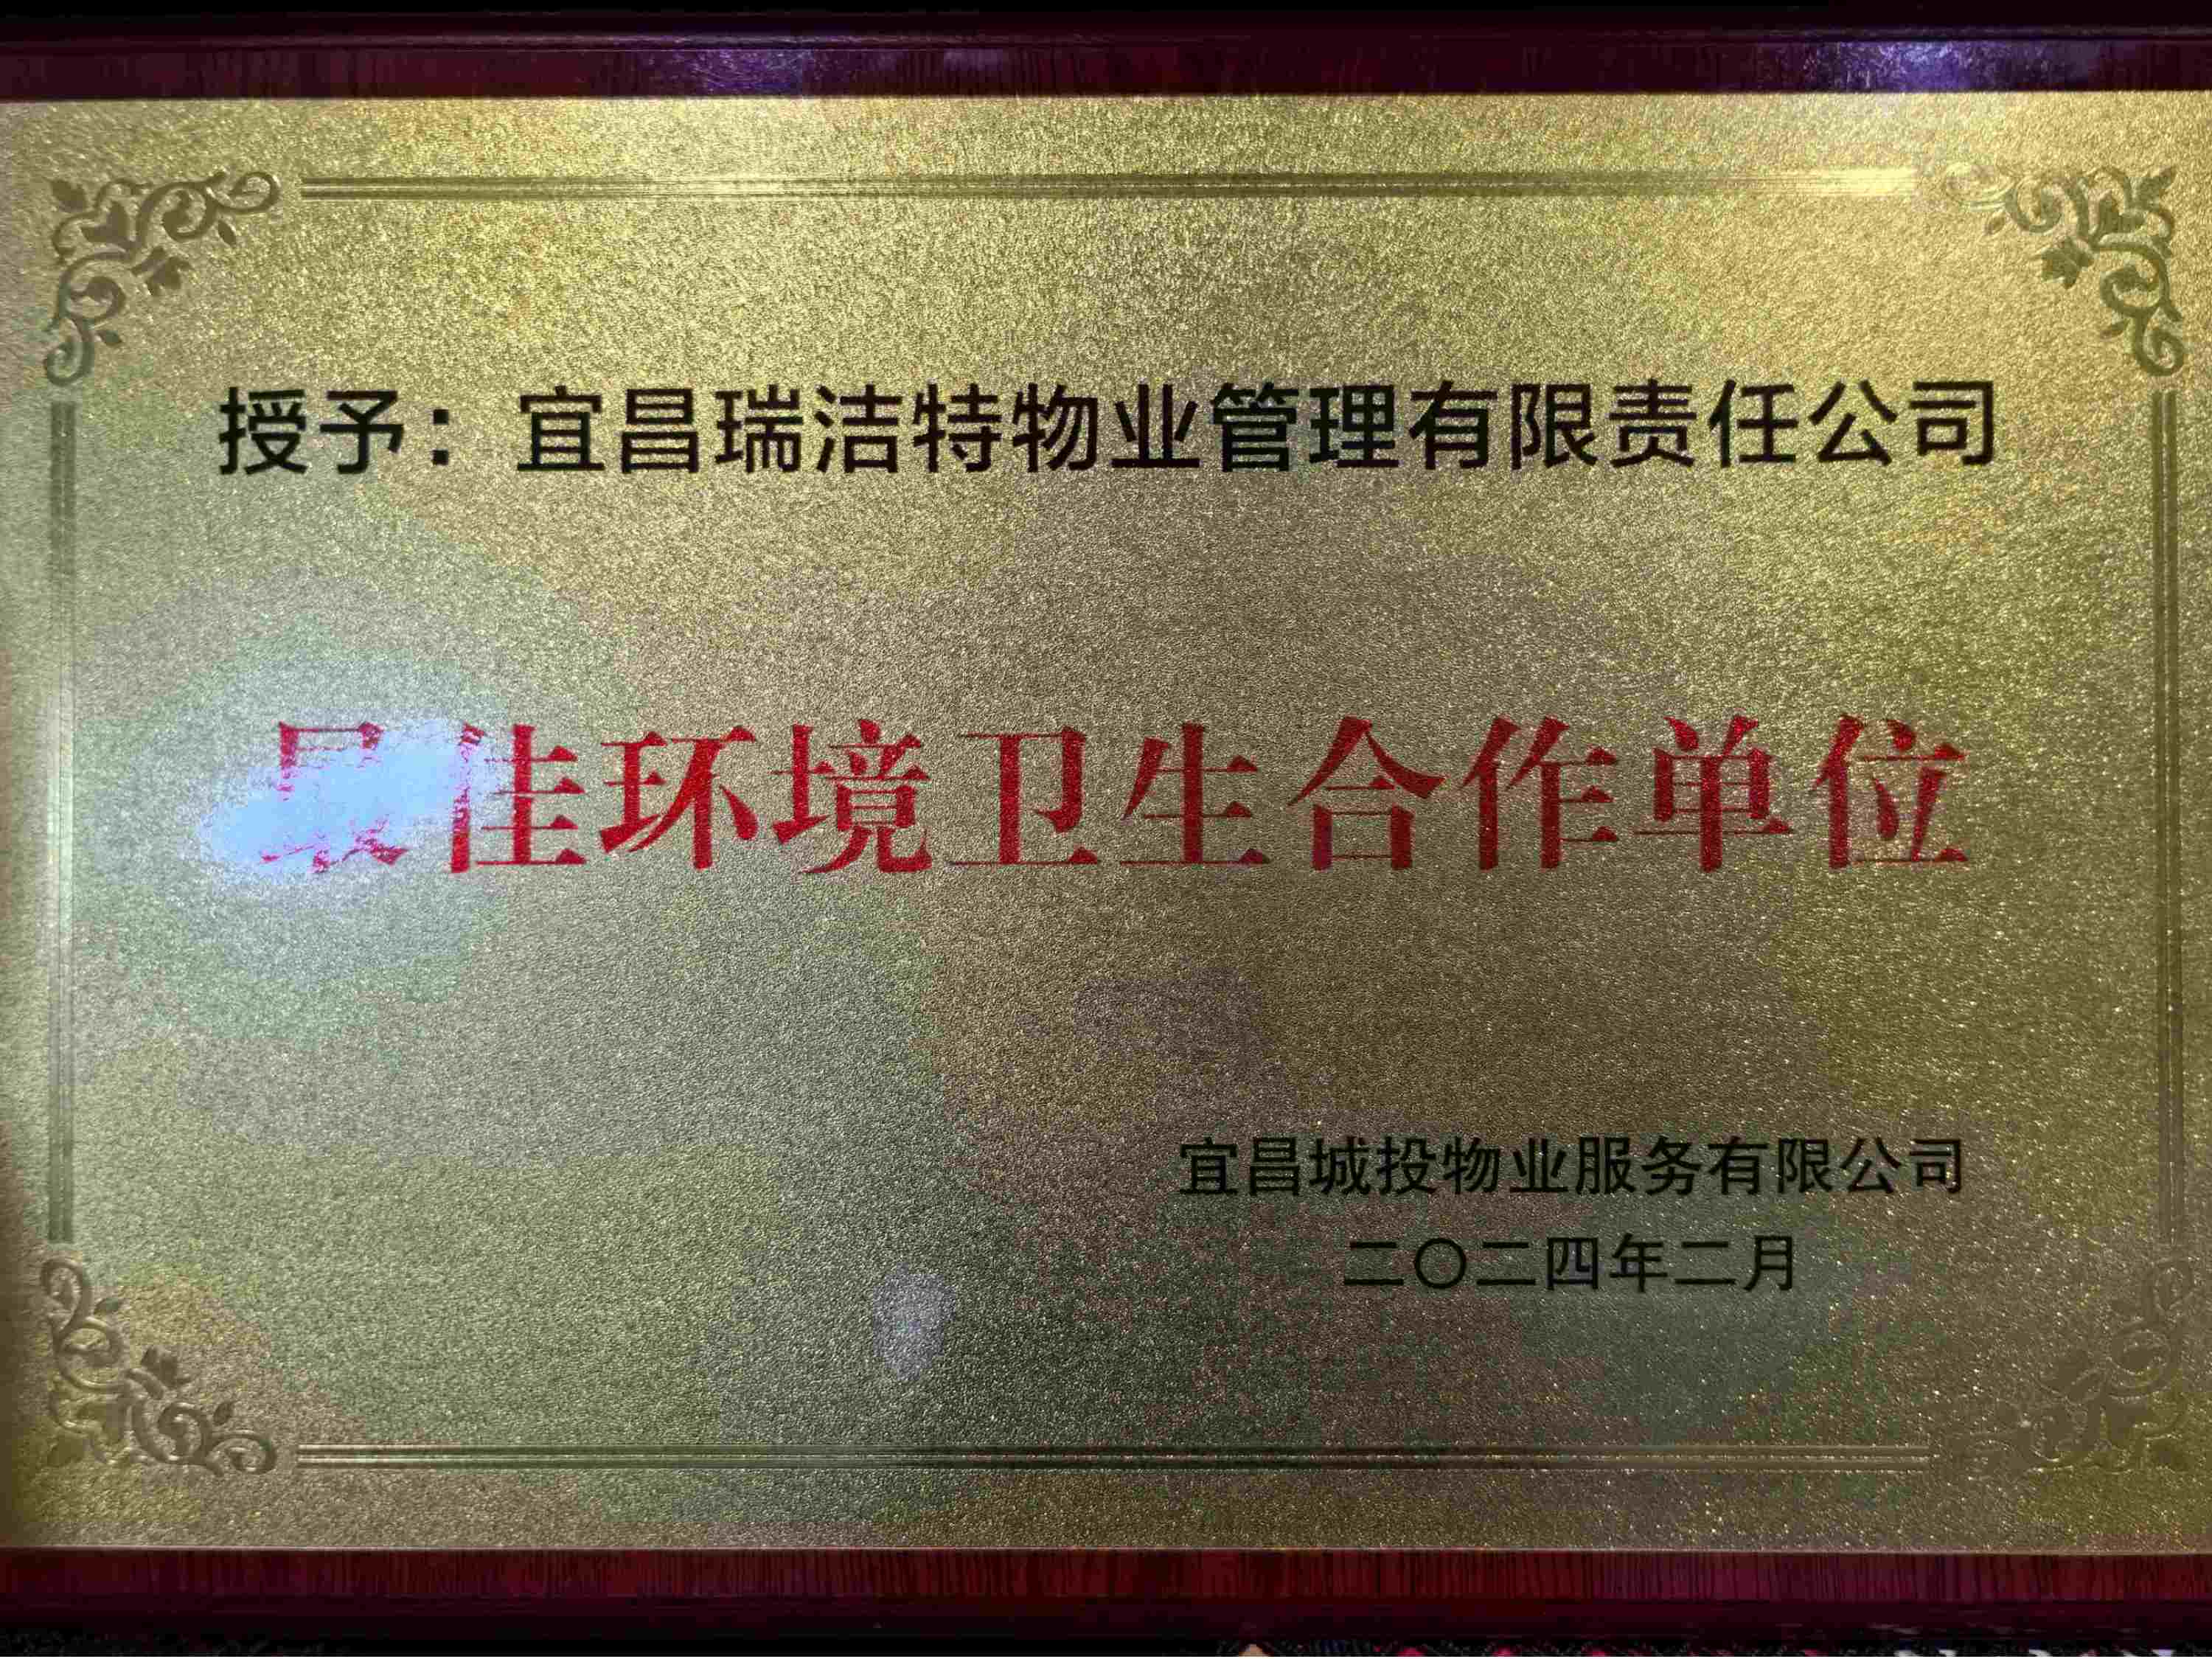 授予：宜昌瑞洁特物业管理有限责任公司
最佳环境卫生合作单位
宜昌城投物业服务有限公司
二〇二四年二月